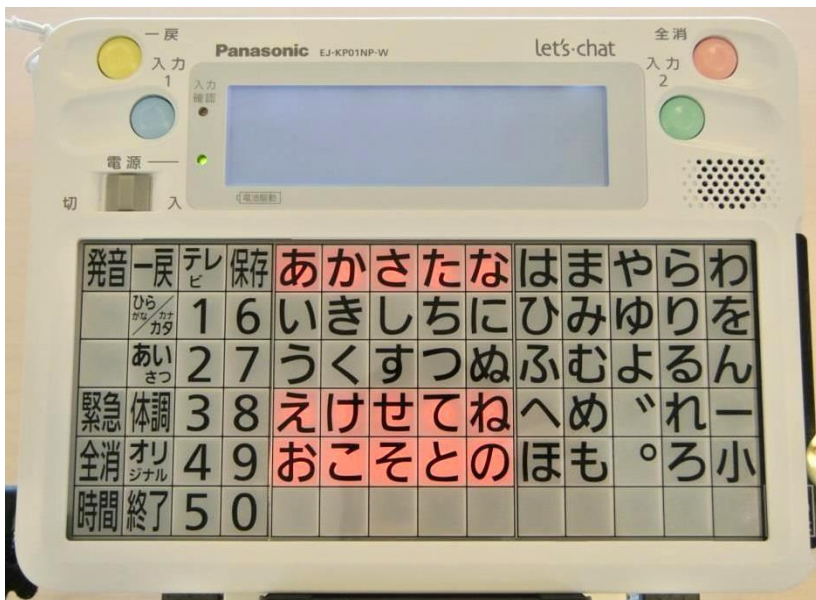 一戻
入力
1
Panasonic EJ-KP01NP-W
let's·chat
全消
入力
2
入力
確認
電源
切
入
電池駆動
発音 一戻 テレビ 保存 あ か さ た な は ま や ら わ
ひらがな/カタカナ 1 6 い き し ち に ひ み ゆ り を
あいさつ 2 7 う く す つ ぬ ふ む よ る ん
緊急 体調 3 8 え け せ て ね へ め ゛ れ ー
全消 オリジナル 4 9 お こ そ と の ほ も ゜ ろ 小
時間 終了 5 0